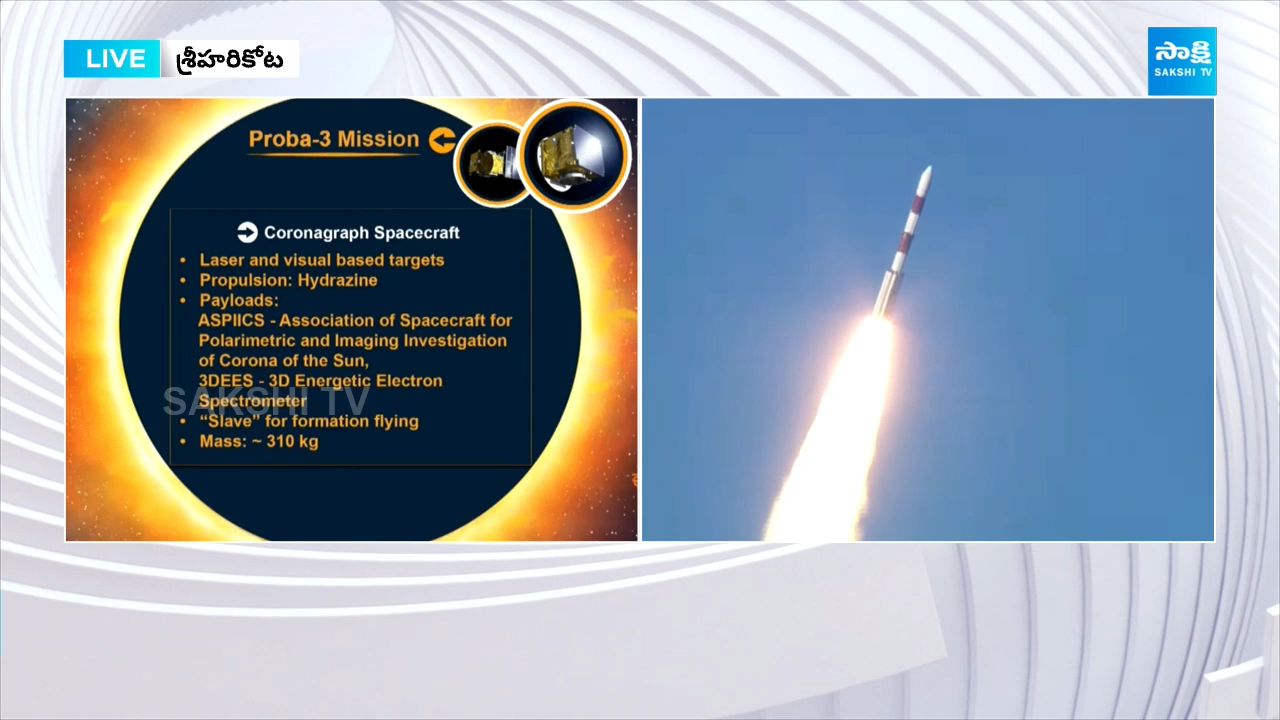 LIVE
శ్రీహరికోట
సాక్షి
SAKSHI TV
Proba-3 Mission
Coronagraph Spacecraft
• Laser and visual based targets
• Propulsion: Hydrazine
• Payloads:
ASPIICS - Association of Spacecraft for
Polarimetric and Imaging Investigation
of Corona of the Sun,
3DEES - 3D Energetic Electron
Spectrometer
SAKSHI TV
• “Slave” for formation flying
• Mass: ~ 310 kg